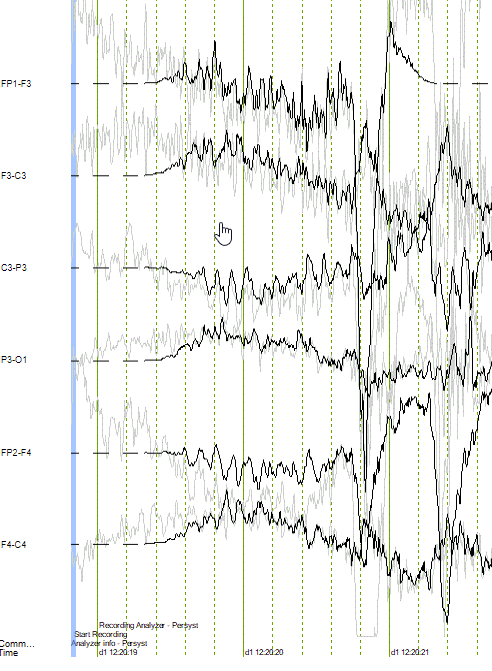 FP1-F3
F3-C3
C3-P3
P3-O1
FP2-F4
F4-C4
Recording Analyzer - Persyst
Start Recording
Comm... Analyzer info - Persyst
Time d1 12:20:19 d1 12:20:20 d1 12:20:21